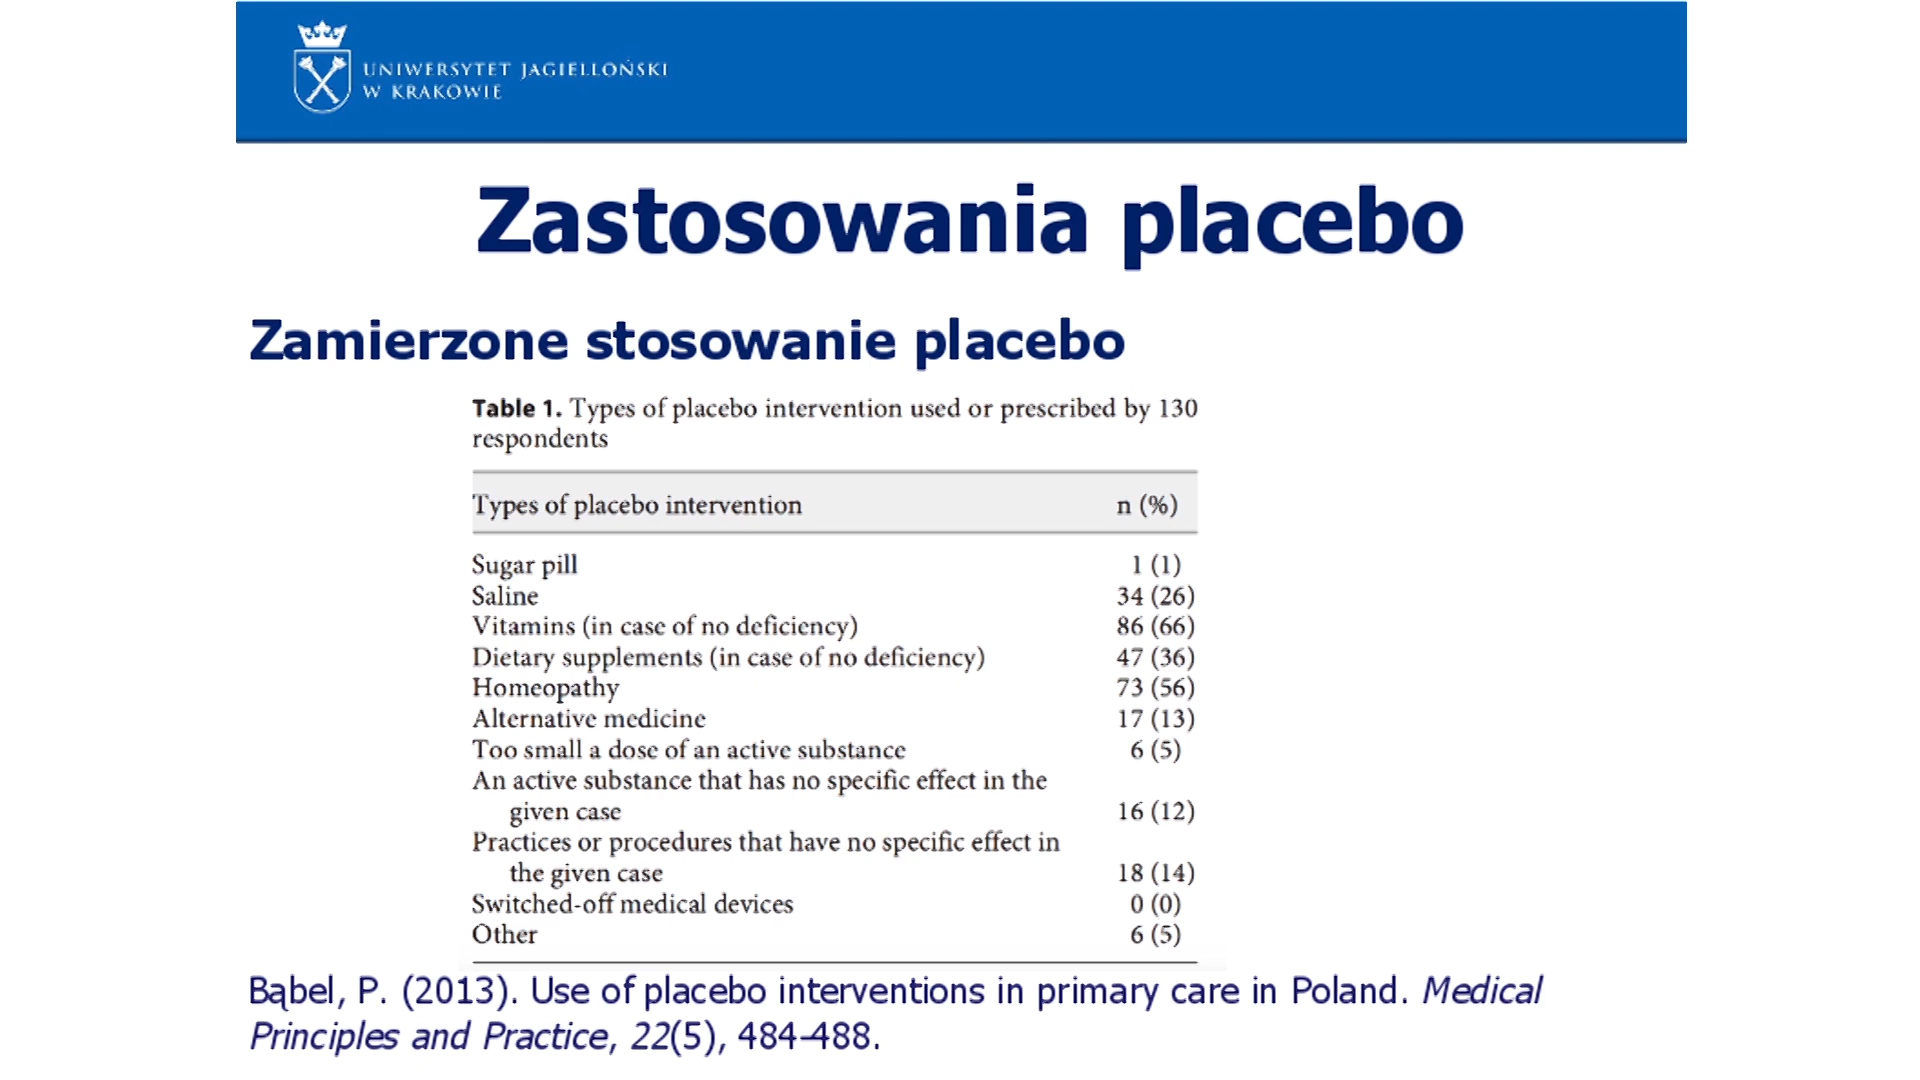 UNIWERSYTET JAGIELLOŃSKI
W KRAKOWIE
Zastosowania placebo
Zamierzone stosowanie placebo
Table 1. Types of placebo intervention used or prescribed by 130
respondents
Types of placebo intervention n (%)
Sugar pill 1 (1)
Saline 34 (26)
Vitamins (in case of no deficiency) 86 (66)
Dietary supplements (in case of no deficiency) 47 (36)
Homeopathy 73 (56)
Alternative medicine 17 (13)
Too small a dose of an active substance 6 (5)
An active substance that has no specific effect in the
given case 16 (12)
Practices or procedures that have no specific effect in
the given case 18 (14)
Switched-off medical devices 0 (0)
Other 6 (5)
Bąbel, P. (2013). Use of placebo interventions in primary care in Poland. Medical
Principles and Practice, 22(5), 484-488.